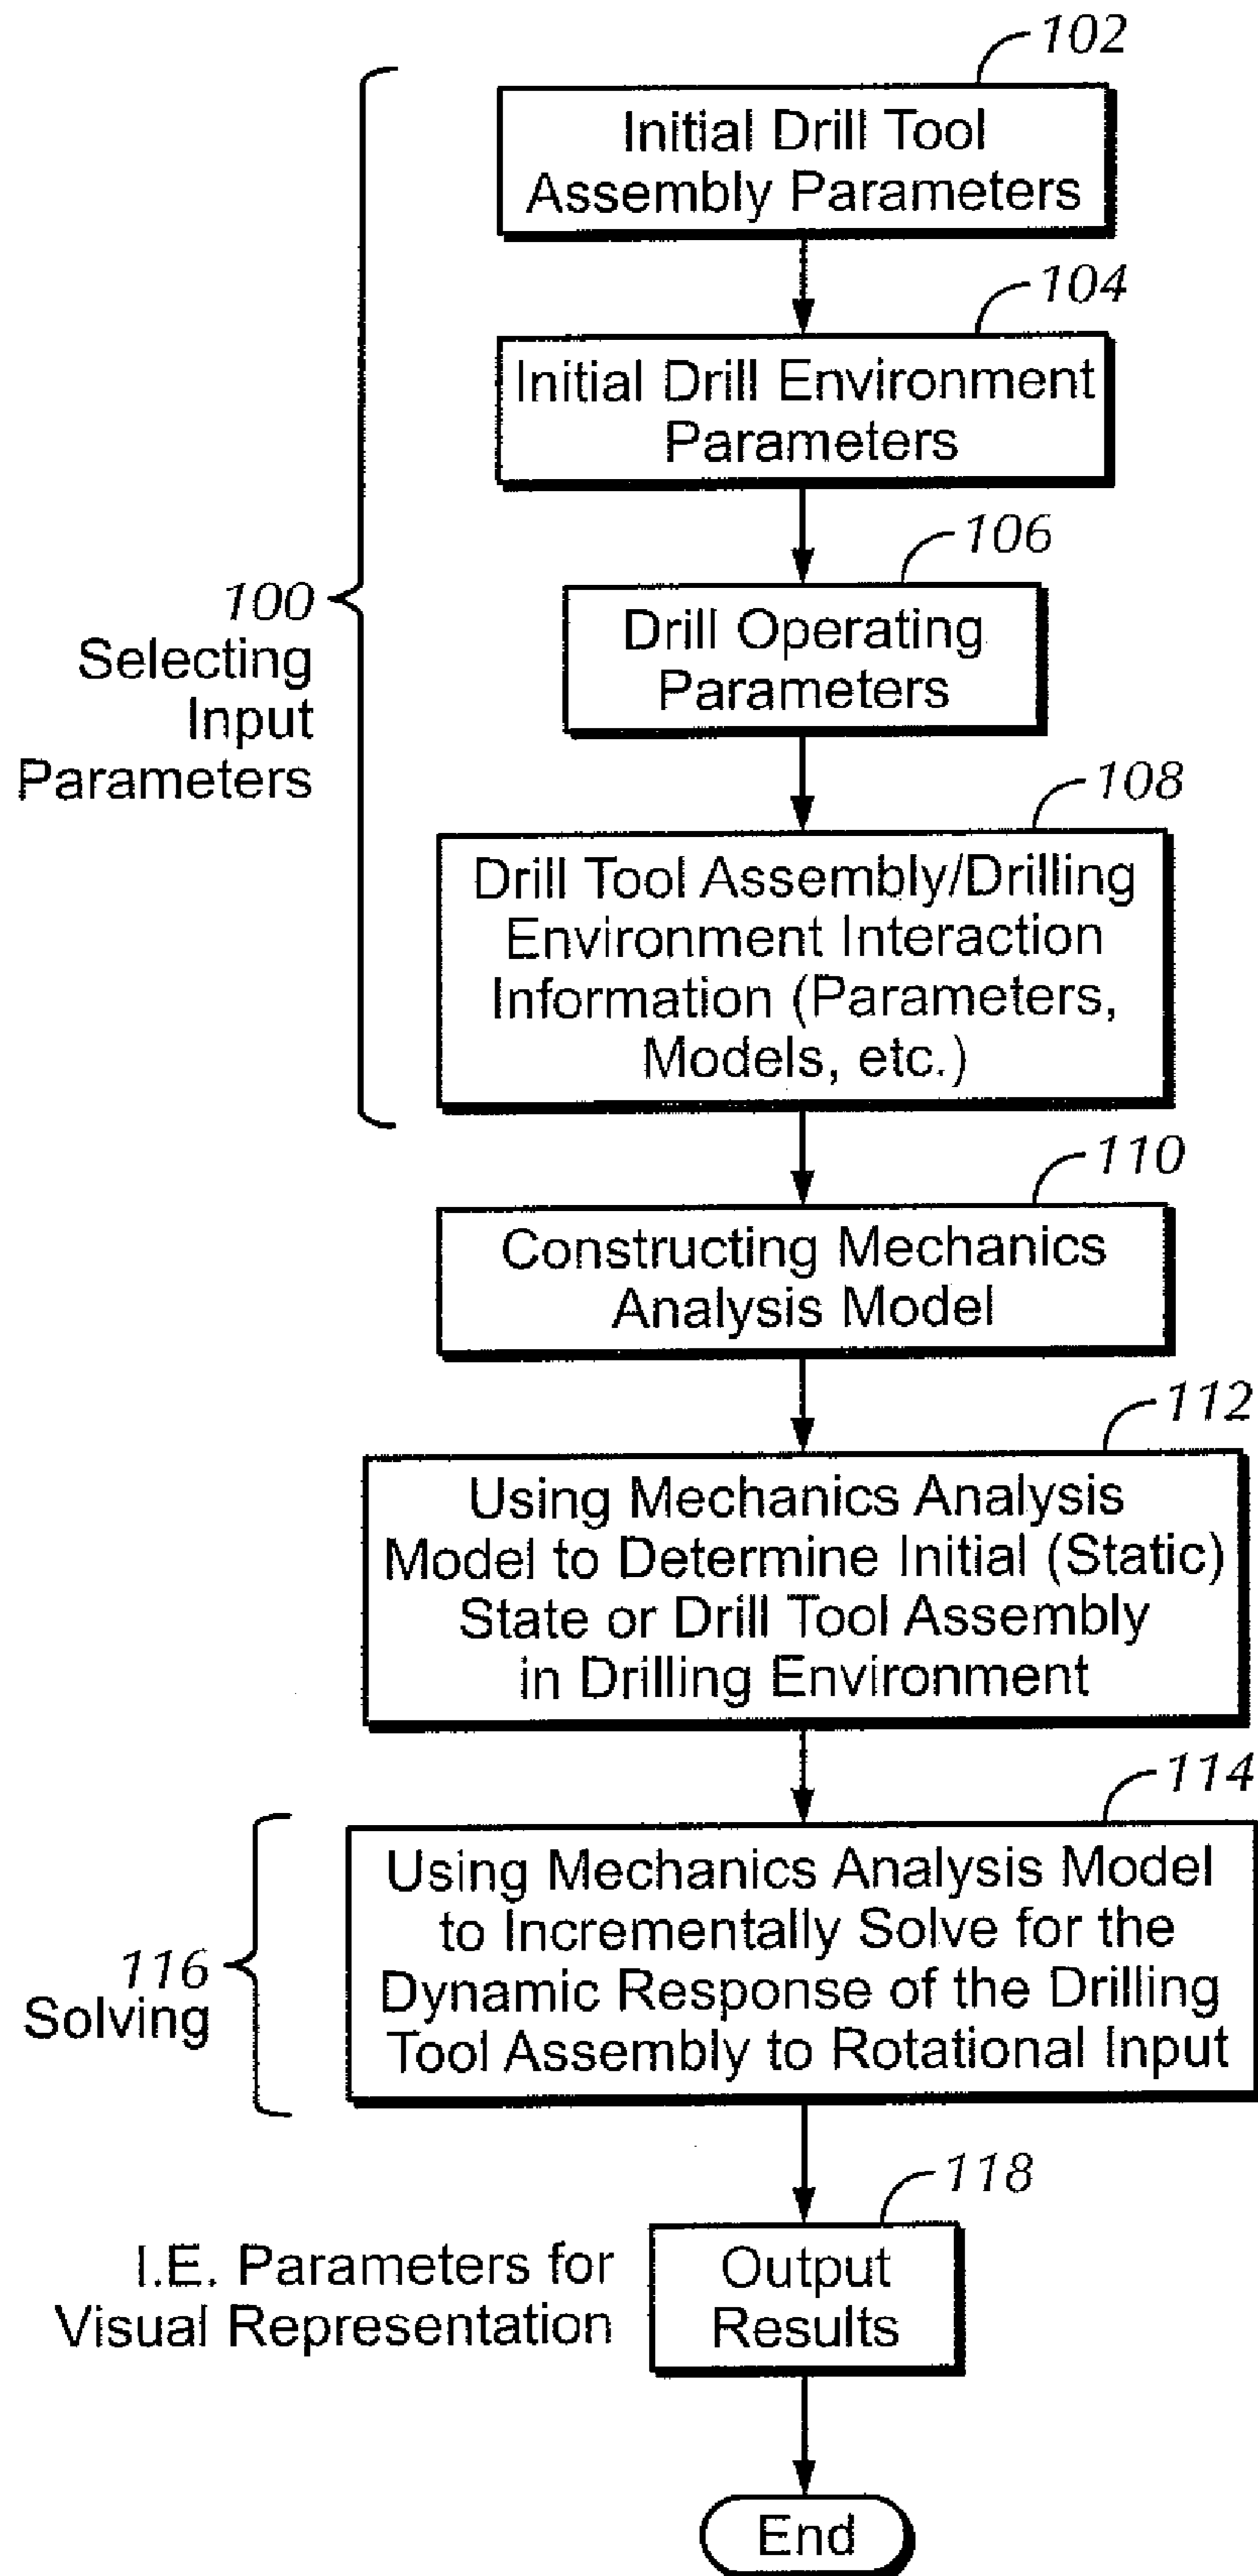 102
Initial Drill Tool
Assembly Parameters
104
Initial Drill Environment
Parameters
106
Drill Operating
Parameters
100
Selecting
Input
Parameters
108
Drill Tool Assembly/Drilling
Environment Interaction
Information (Parameters,
Models, etc.)
110
Constructing Mechanics
Analysis Model
112
Using Mechanics Analysis
Model to Determine Initial (Static)
State or Drill Tool Assembly
in Drilling Environment
114
Using Mechanics Analysis Model
to Incrementally Solve for the
Dynamic Response of the Drilling
Tool Assembly to Rotational Input
116
Solving
118
Output
Results
I.E. Parameters for
Visual Representation
End